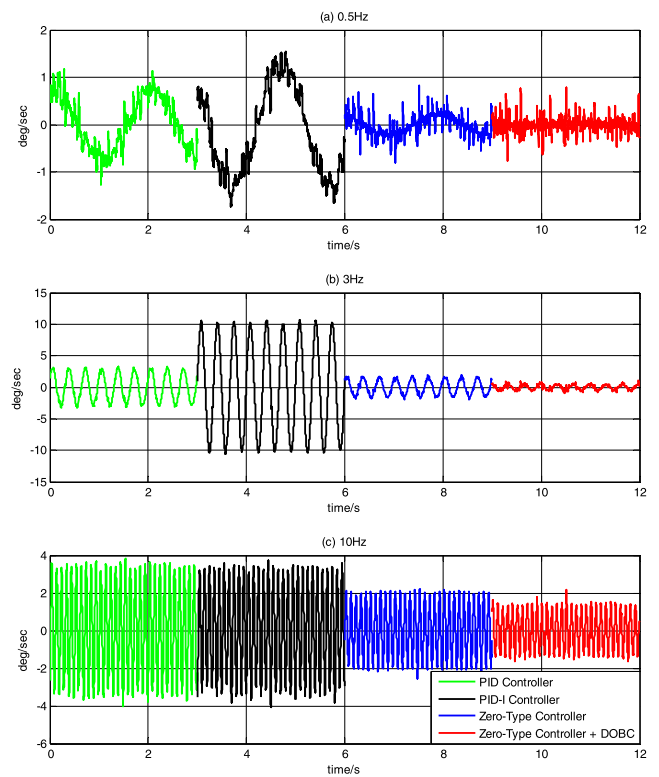 (a) 0.5Hz
2
1
0
-1
-2
deg/sec
0 2 4 6 8 10 12
time/s
(b) 3Hz
15
10
5
0
-5
-10
-15
deg/sec
0 2 4 6 8 10 12
time/s
(c) 10Hz
4
2
0
-2
-4
-6
deg/sec
PID Controller
PID-I Controller
Zero-Type Controller
Zero-Type Controller + DOBC
0 2 4 6 8 10 12
time/s